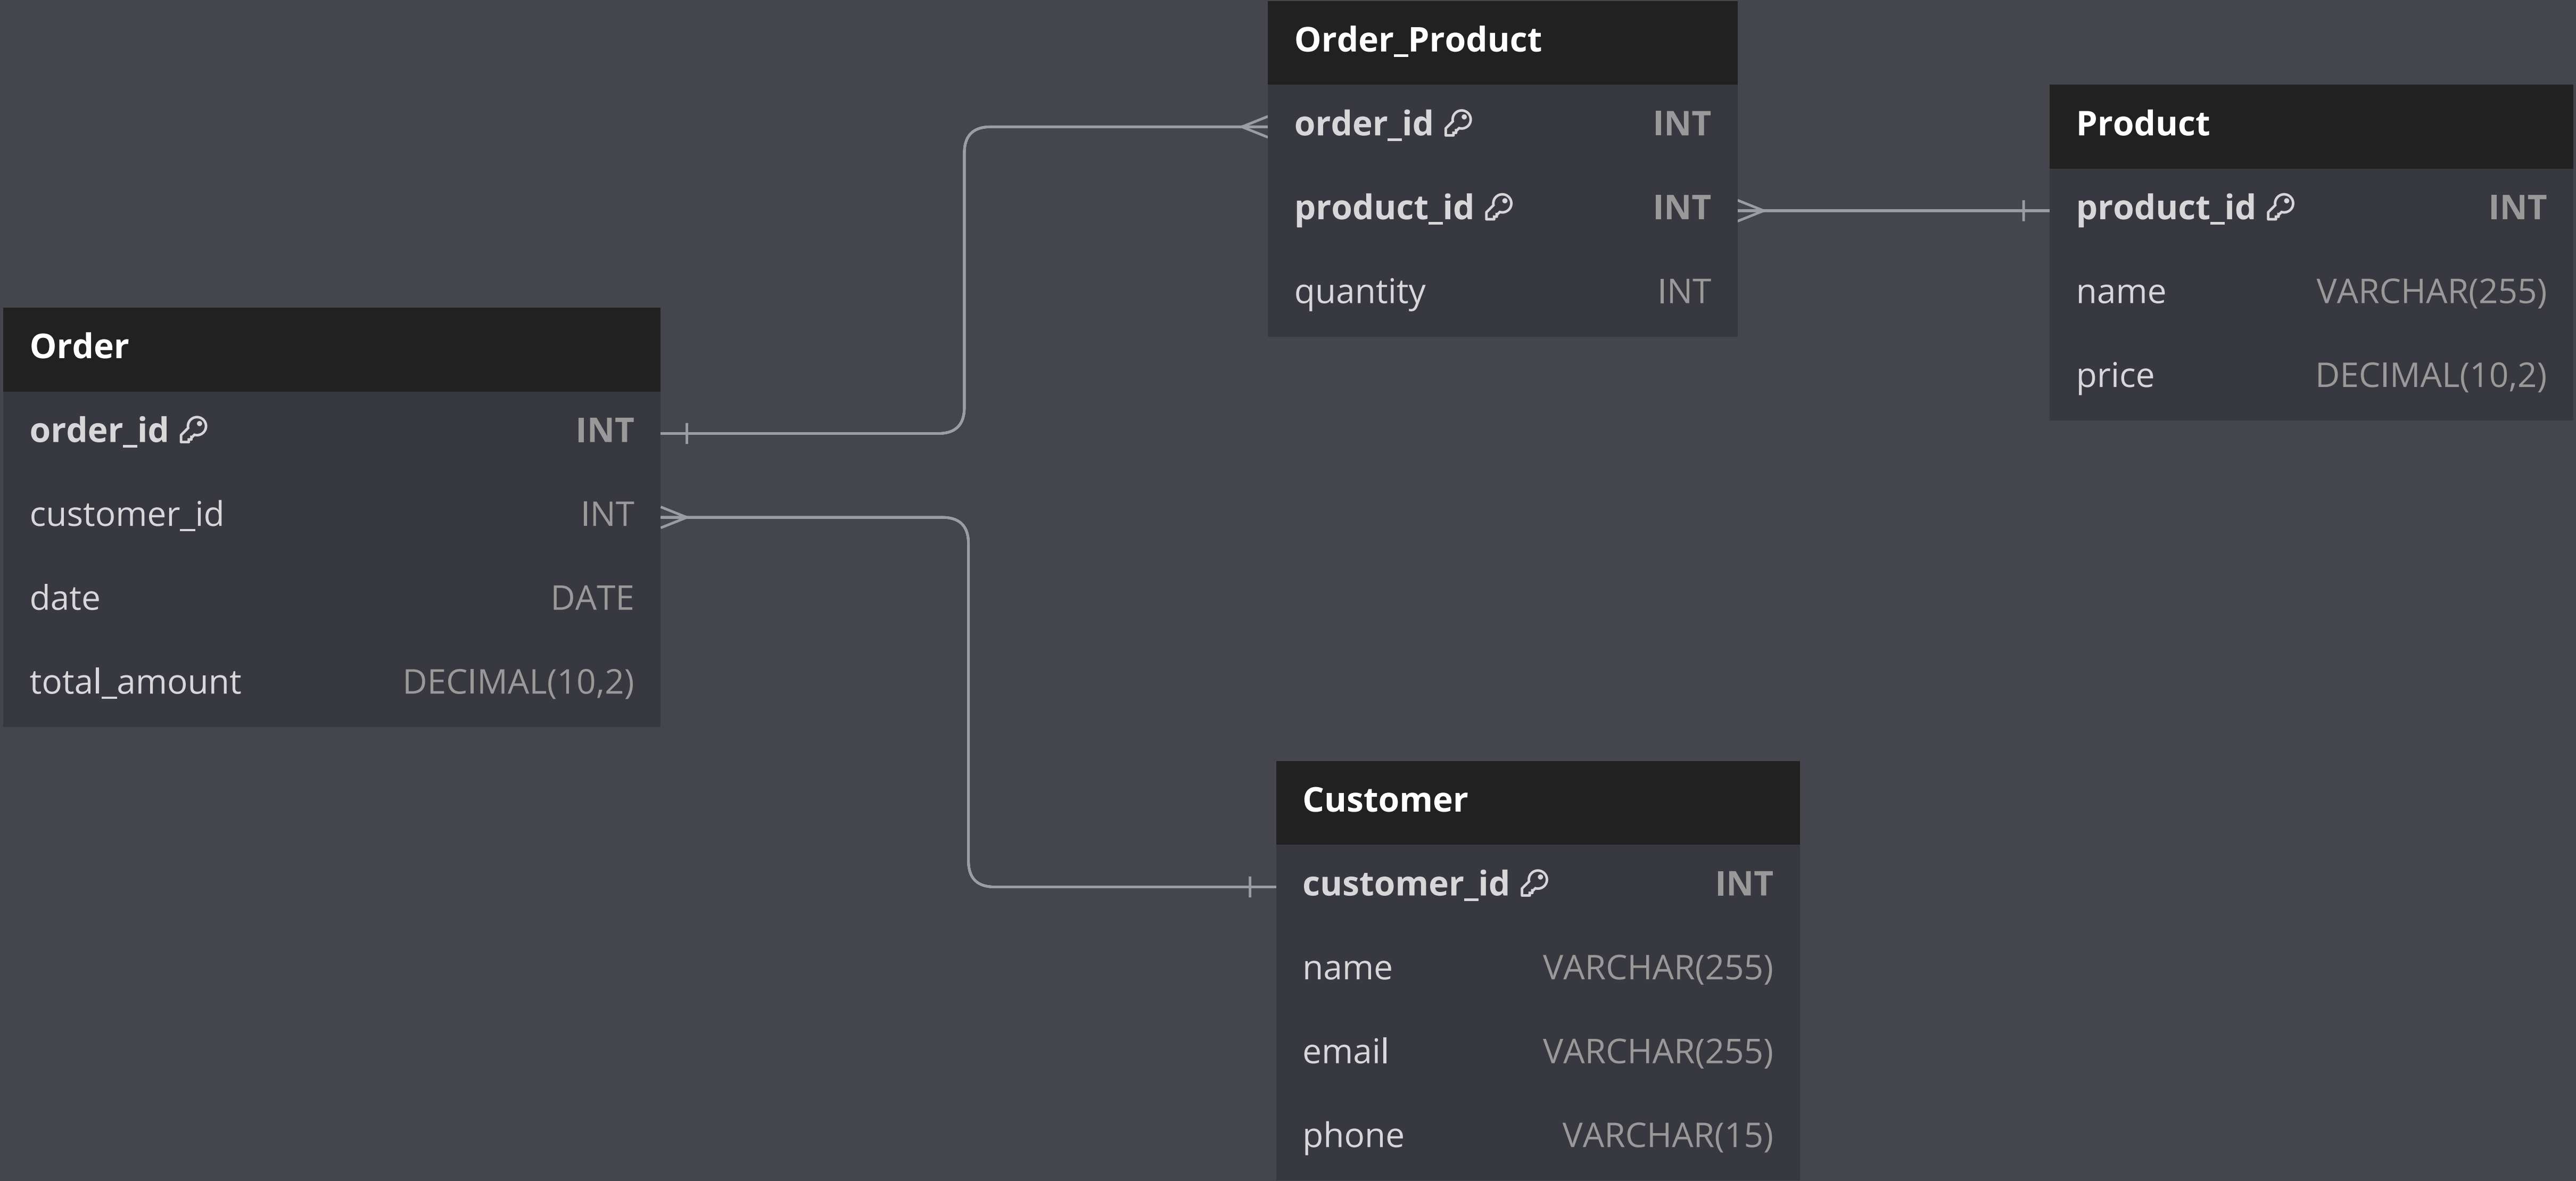 Order_Product
order_id INT
product_id INT
quantity INT
Product
product_id INT
name VARCHAR(255)
price DECIMAL(10,2)
Order
order_id INT
customer_id INT
date DATE
total_amount DECIMAL(10,2)
Customer
customer_id INT
name VARCHAR(255)
email VARCHAR(255)
phone VARCHAR(15)